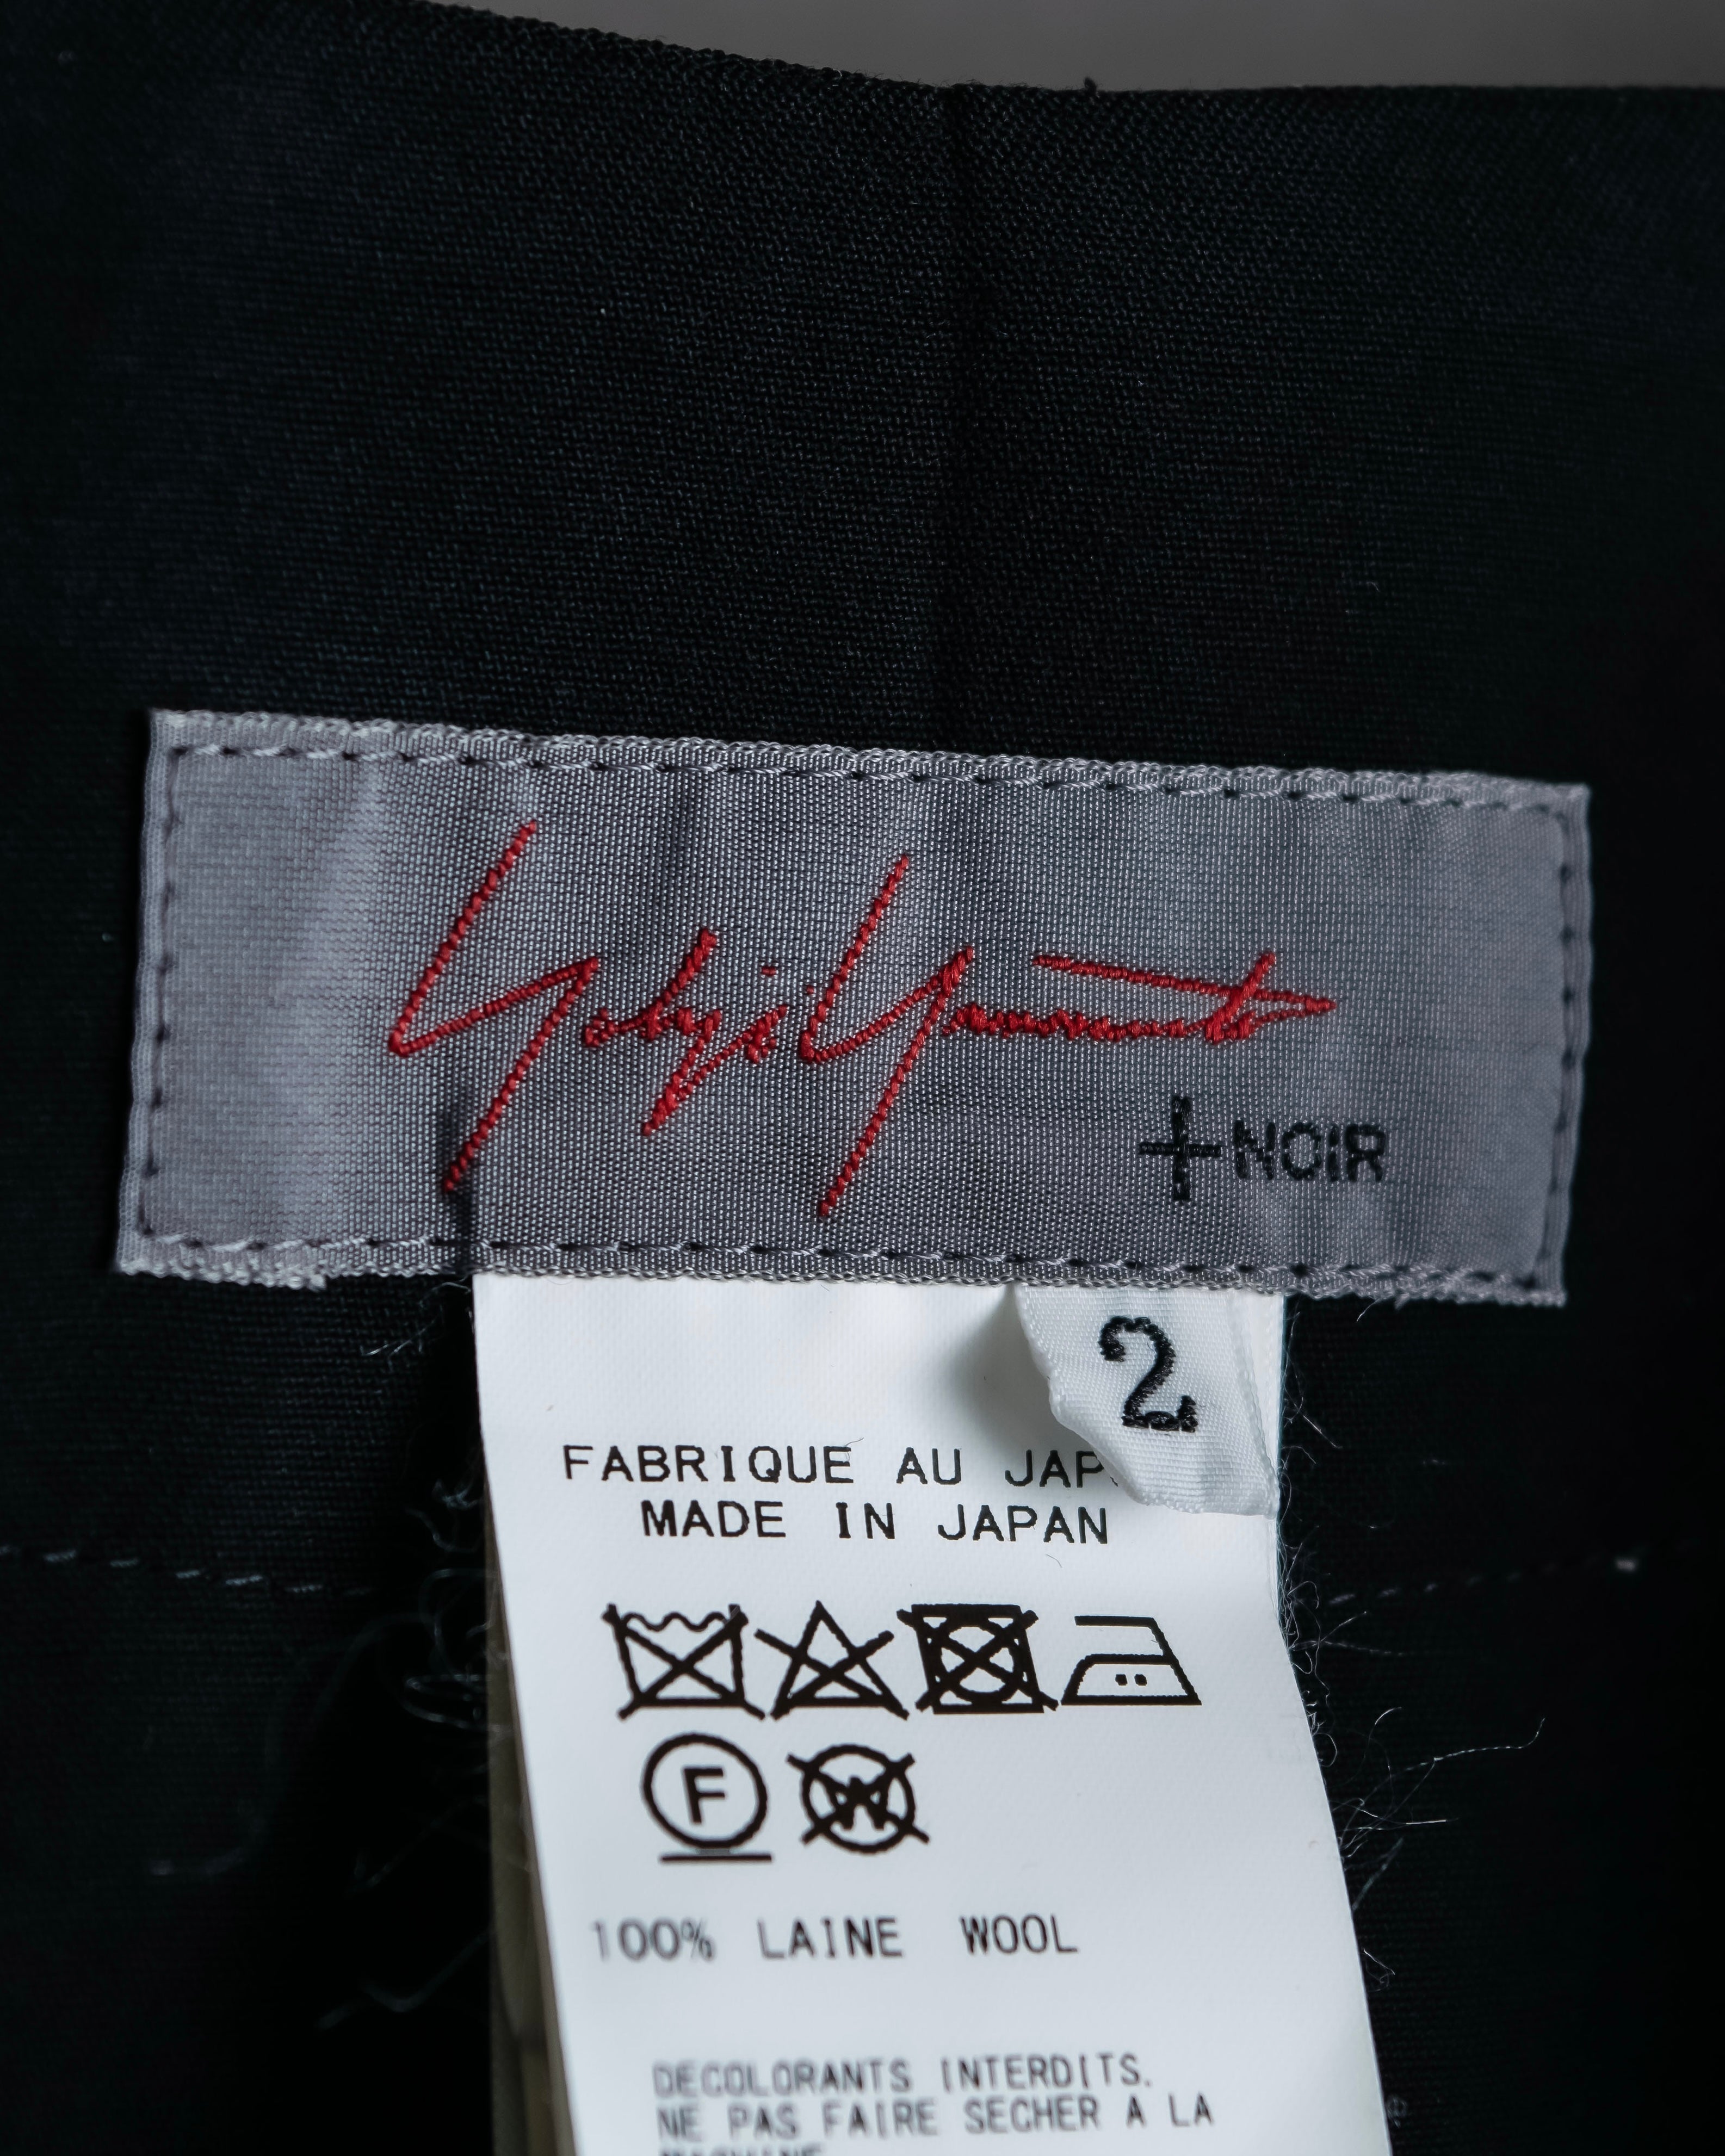 Yohji Yamamoto
+NOIR
2
FABRIQUE AU JAP
MADE IN JAPAN
F
W
100% LAINE WOOL
DECOLORANTS INTERDITS.
NE PAS FAIRE SECHER A LA